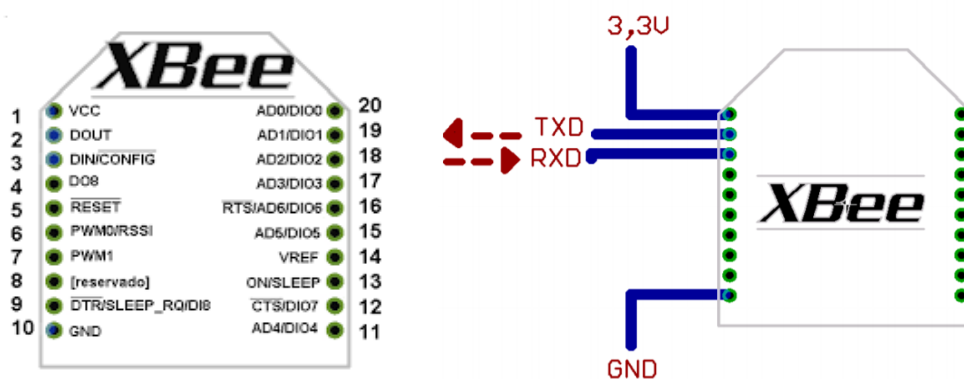 XBee
1 VCC AD0/DIO0 20
2 DOUT AD1/DIO1 19
3 DIN/CONFIG AD2/DIO2 18
4 DO8 AD3/DIO3 17
5 RESET RTS/AD6/DIO6 16
6 PWM0/RSSI AD5/DIO5 15
7 PWM1 VREF 14
8 [reservado] ON/SLEEP 13
9 DTR/SLEEP_RQ/DI8 CTS/DIO7 12
10 GND AD4/DIO4 11
3,3V
TXD
RXD
XBee
GND